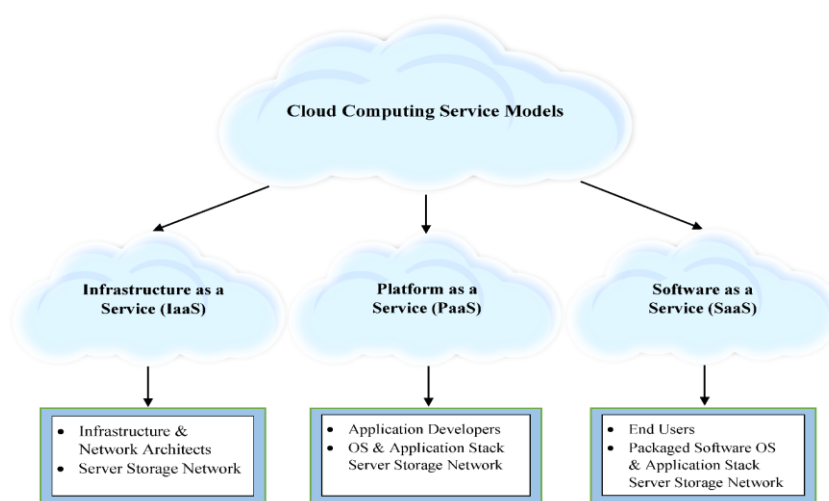 Cloud Computing Service Models
Infrastructure as a
Service (IaaS)
Platform as a
Service (PaaS)
Software as a
Service (SaaS)
• Infrastructure &
Network Architects
• Server Storage Network
• Application Developers
• OS & Application Stack
Server Storage Network
• End Users
• Packaged Software OS
& Application Stack
Server Storage Network